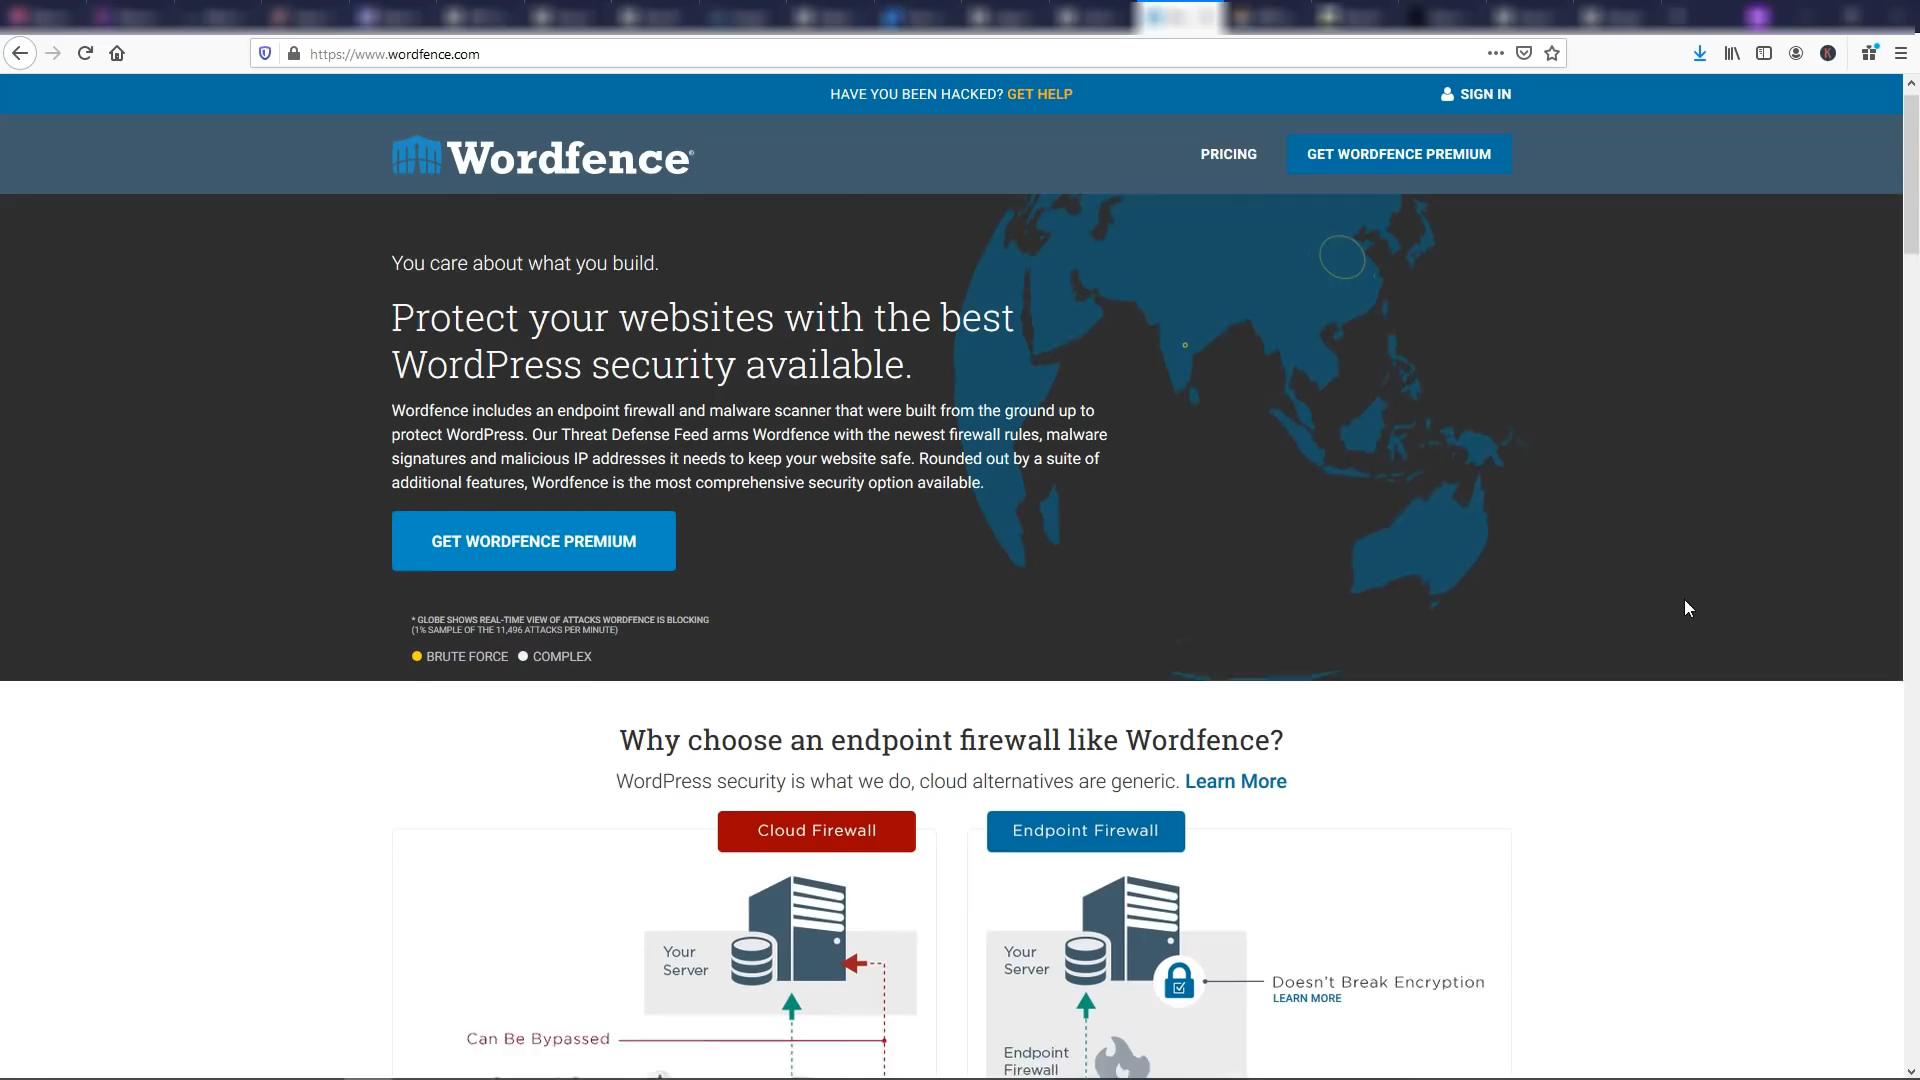 https://www.wordfence.com
HAVE YOU BEEN HACKED? GET HELP
SIGN IN
Wordfence®
PRICING
GET WORDFENCE PREMIUM
You care about what you build.
Protect your websites with the best
WordPress security available.
Wordfence includes an endpoint firewall and malware scanner that were built from the ground up to
protect WordPress. Our Threat Defense Feed arms Wordfence with the newest firewall rules, malware
signatures and malicious IP addresses it needs to keep your website safe. Rounded out by a suite of
additional features, Wordfence is the most comprehensive security option available.
GET WORDFENCE PREMIUM
* GLOBE SHOWS REAL-TIME VIEW OF ATTACKS WORDFENCE IS BLOCKING
(1% SAMPLE OF THE 11,496 ATTACKS PER MINUTE)
BRUTE FORCE COMPLEX
Why choose an endpoint firewall like Wordfence?
WordPress security is what we do, cloud alternatives are generic. Learn More
Cloud Firewall
Your
Server
Can Be Bypassed
Endpoint Firewall
Your
Server
Doesn't Break Encryption
LEARN MORE
Endpoint
Firewall